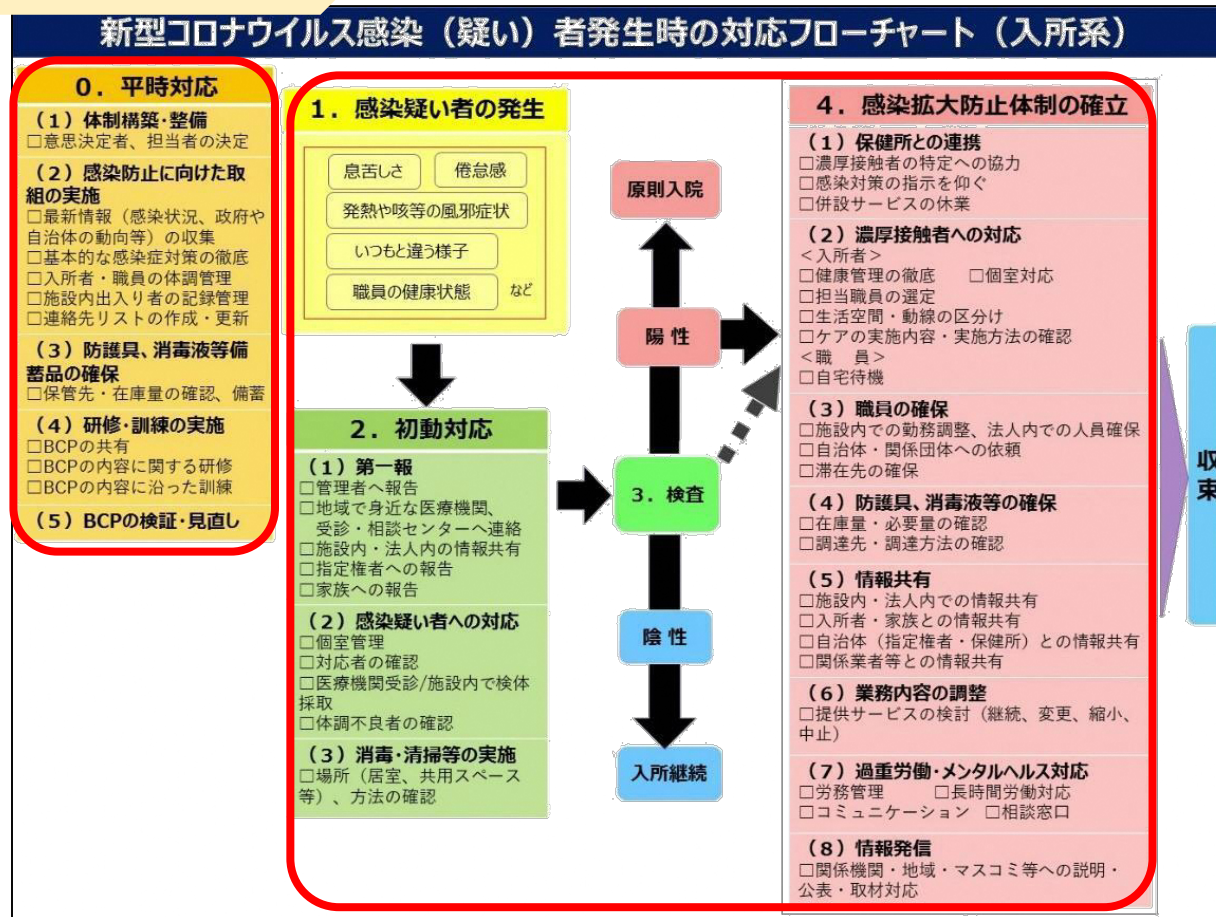 新型コロナウイルス感染（疑い）者発生時の対応フローチャート（入所系）
０．平時対応
（１）体制構築・整備
□意思決定者、担当者の決定
（２）感染防止に向けた取
組の実施
□最新情報（感染状況、政府や
自治体の動向等）の収集
□基本的な感染症対策の徹底
□入所者・職員の体調管理
□施設内出入り者の記録管理
□連絡先リストの作成・更新
（３）防護具、消毒液等備
蓄品の確保
□保管先・在庫量の確認、備蓄
（４）研修・訓練の実施
□BCPの共有
□BCPの内容に関する研修
□BCPの内容に沿った訓練
（５）BCPの検証・見直し
１．感染疑い者の発生
息苦しさ
倦怠感
発熱や咳等の風邪症状
いつもと違う様子
職員の健康状態
など
２．初動対応
（１）第一報
□管理者へ報告
□地域で身近な医療機関、
受診・相談センターへ連絡
□施設内・法人内の情報共有
□指定権者への報告
□家族への報告
（２）感染疑い者への対応
□個室管理
□対応者の確認
□医療機関受診/施設内で検体
採取
□体調不良者の確認
（３）消毒・清掃等の実施
□場所（居室、共用スペース
等）、方法の確認
原則入院
陽性
３．検査
陰性
入所継続
４．感染拡大防止体制の確立
（１）保健所との連携
□濃厚接触者の特定への協力
□感染対策の指示を仰ぐ
□併設サービスの休業
（２）濃厚接触者への対応
＜入所者＞
□健康管理の徹底　□個室対応
□担当職員の選定
□生活空間・動線の区分け
□ケアの実施内容・実施方法の確認
＜職　員＞
□自宅待機
（３）職員の確保
□施設内での勤務調整、法人内での人員確保
□自治体・関係団体への依頼
□滞在先の確保
（４）防護具、消毒液等の確保
□在庫量・必要量の確認
□調達先・調達方法の確認
（５）情報共有
□施設内・法人内での情報共有
□入所者・家族との情報共有
□自治体（指定権者・保健所）との情報共有
□関係業者等との情報共有
（６）業務内容の調整
□提供サービスの検討（継続、変更、縮小、
中止）
（７）過重労働・メンタルヘルス対応
□労務管理　□長時間労働対応
□コミュニケーション　□相談窓口
（８）情報発信
□関係機関・地域・マスコミ等への説明・
公表・取材対応
収
束